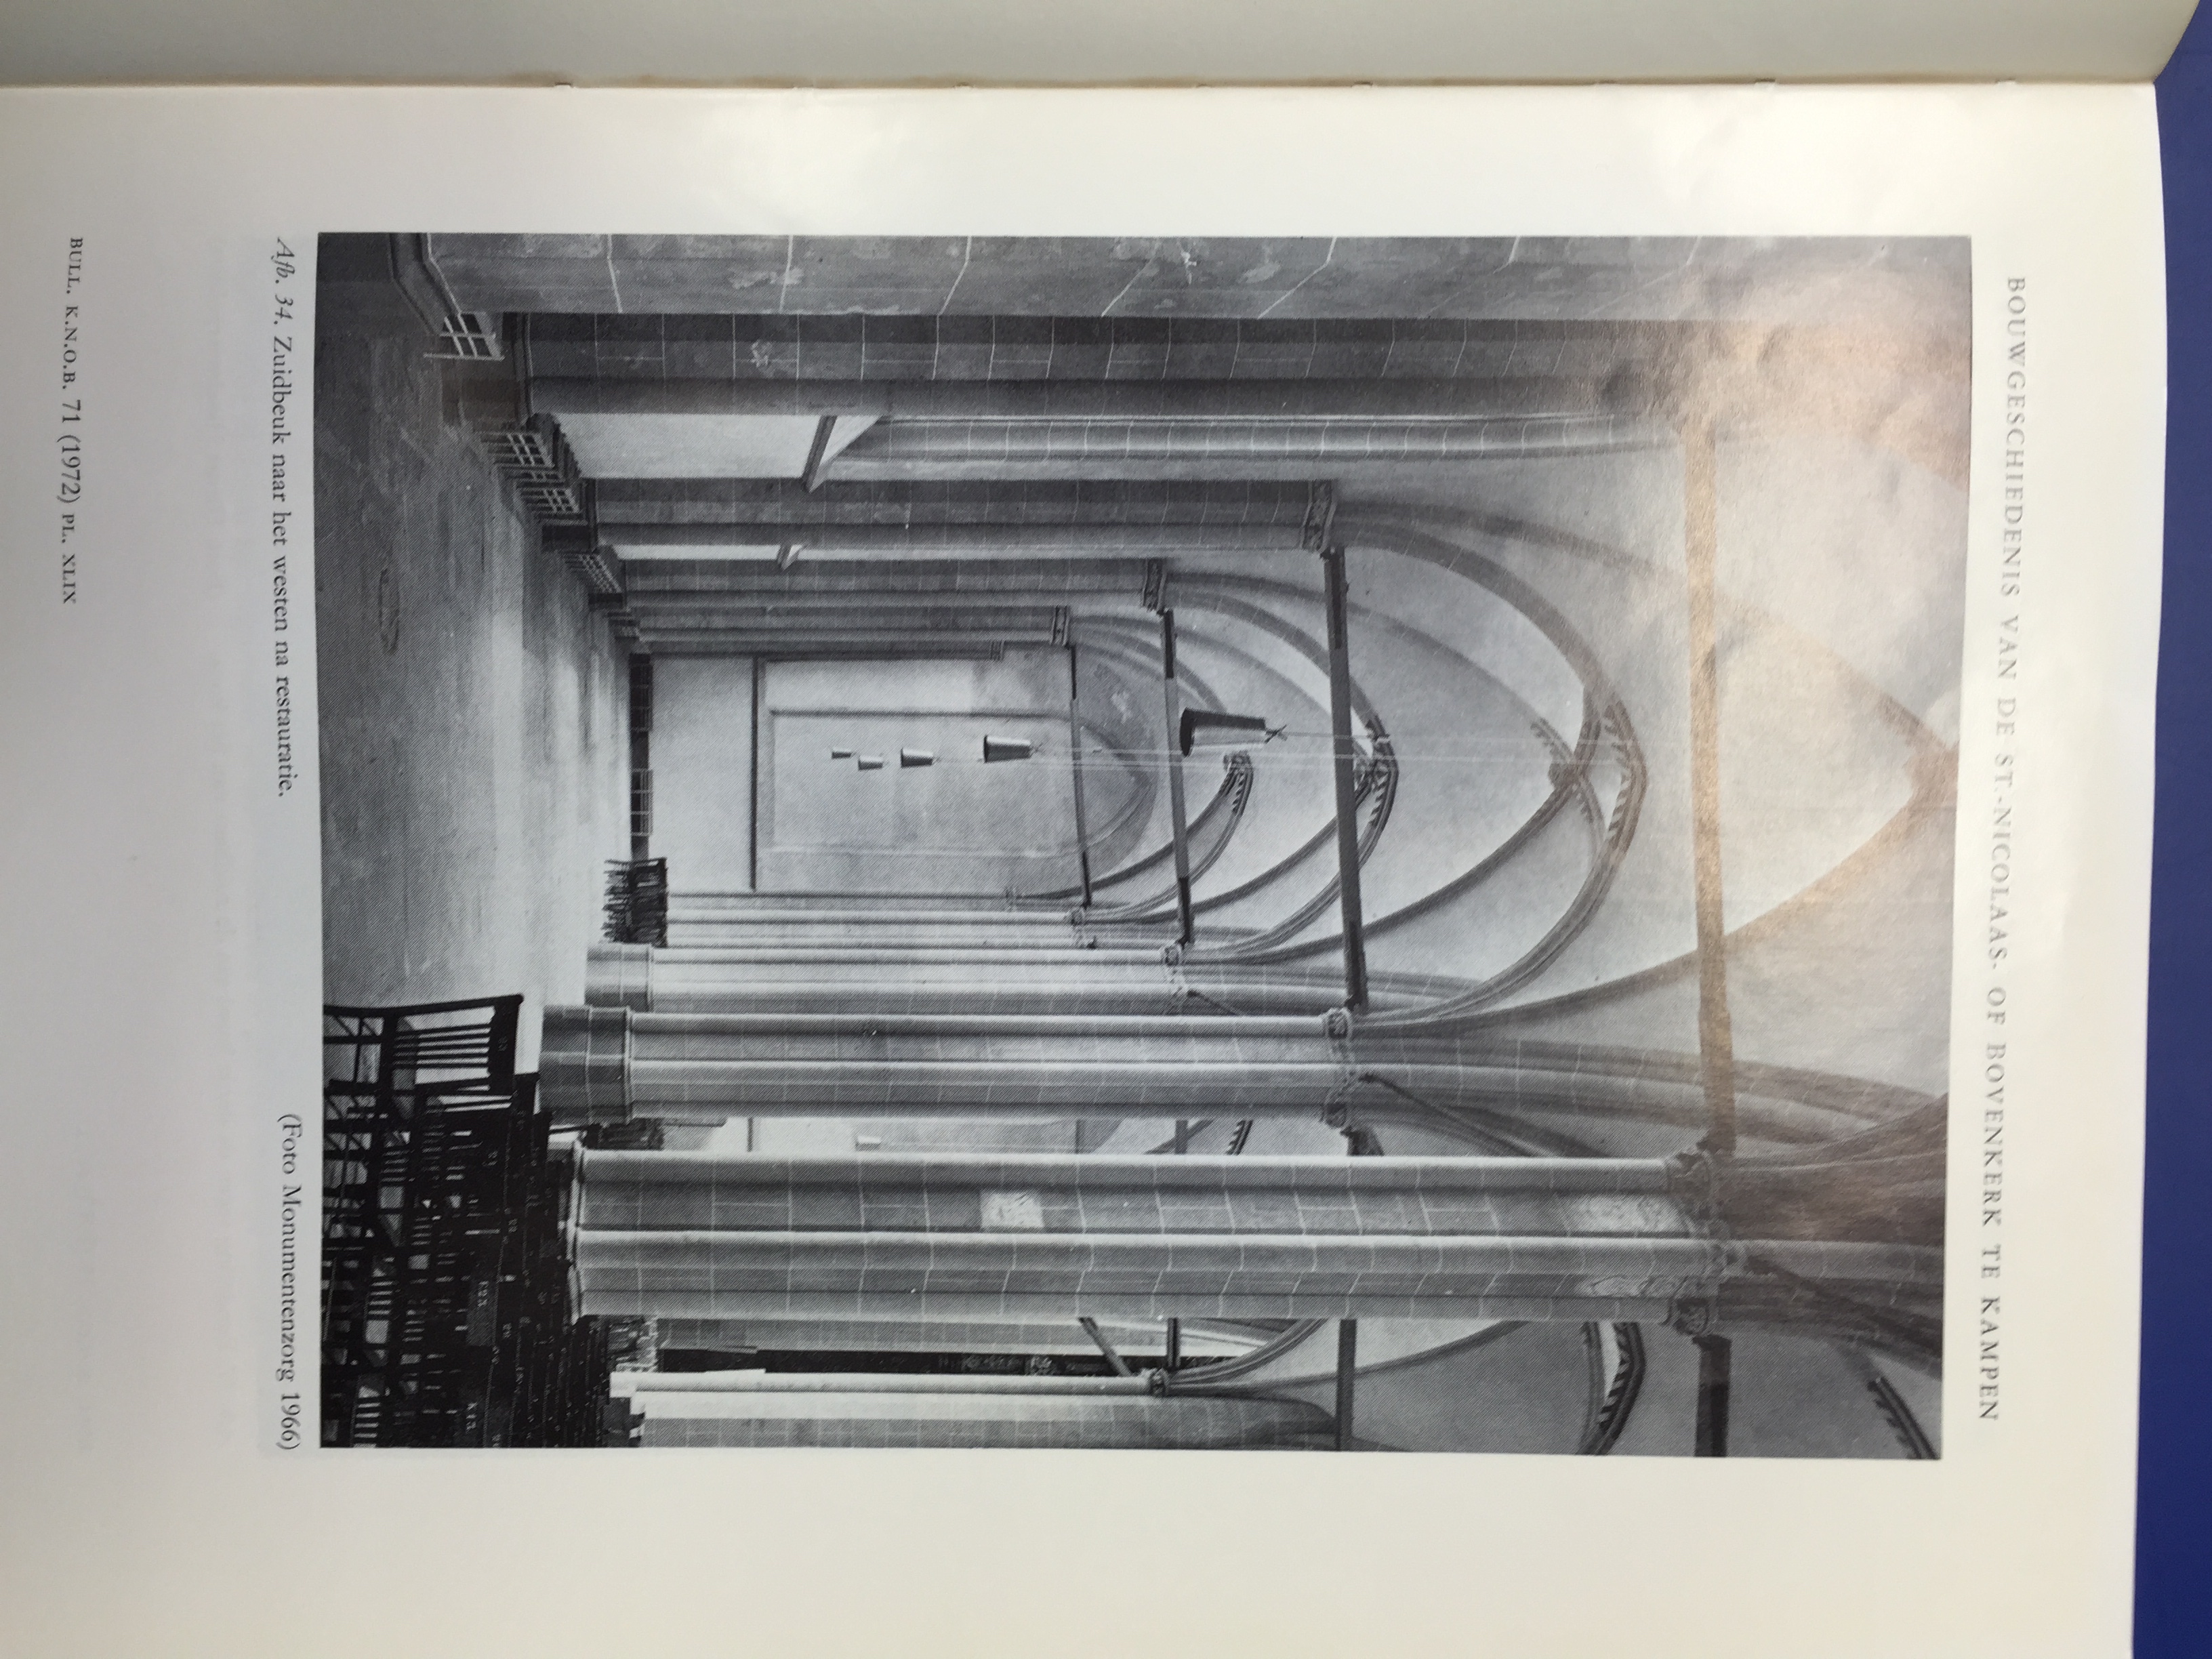 BOUWGESCHIEDENIS VAN DE ST.-NICOLAAS- OF BOVENKERK TE KAMPEN
Afb. 34. Zuidbeuk naar het westen na restauratie.
(Foto Monumentenzorg 1966)
BULL. K.N.O.B. 71 (1972) PL. XLIX